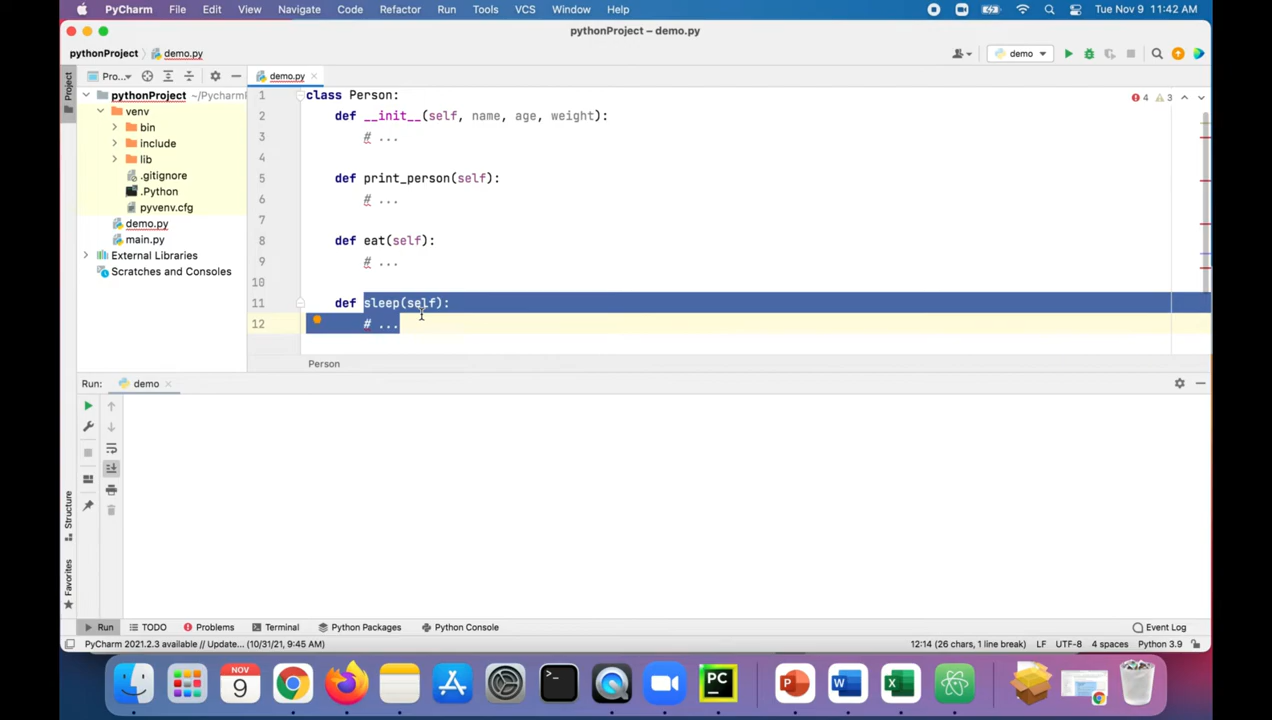 PyCharm File Edit View Navigate Code Refactor Run Tools VCS Window Help Tue Nov 9 11:42 AM
pythonProject – demo.py
pythonProject demo.py demo
Project Pro... demo.py
pythonProject ~/Pycharm
venv
bin
include
lib
.gitignore
.Python
pyvenv.cfg
demo.py
main.py
External Libraries
Scratches and Consoles
4 3
1 class Person:
2 def __init__(self, name, age, weight):
3 # ...
4
5 def print_person(self):
6 # ...
7
8 def eat(self):
9 # ...
10
11 def sleep(self):
12 # ...
Person
Run: demo
Structure
Favorites
Run TODO Problems Terminal Python Packages Python Console Event Log
PyCharm 2021.2.3 available // Update... (10/31/21, 9:45 AM) 12:14 (26 chars, 1 line break) LF UTF-8 4 spaces Python 3.9
NOV
9
>_
PC
P
W
X